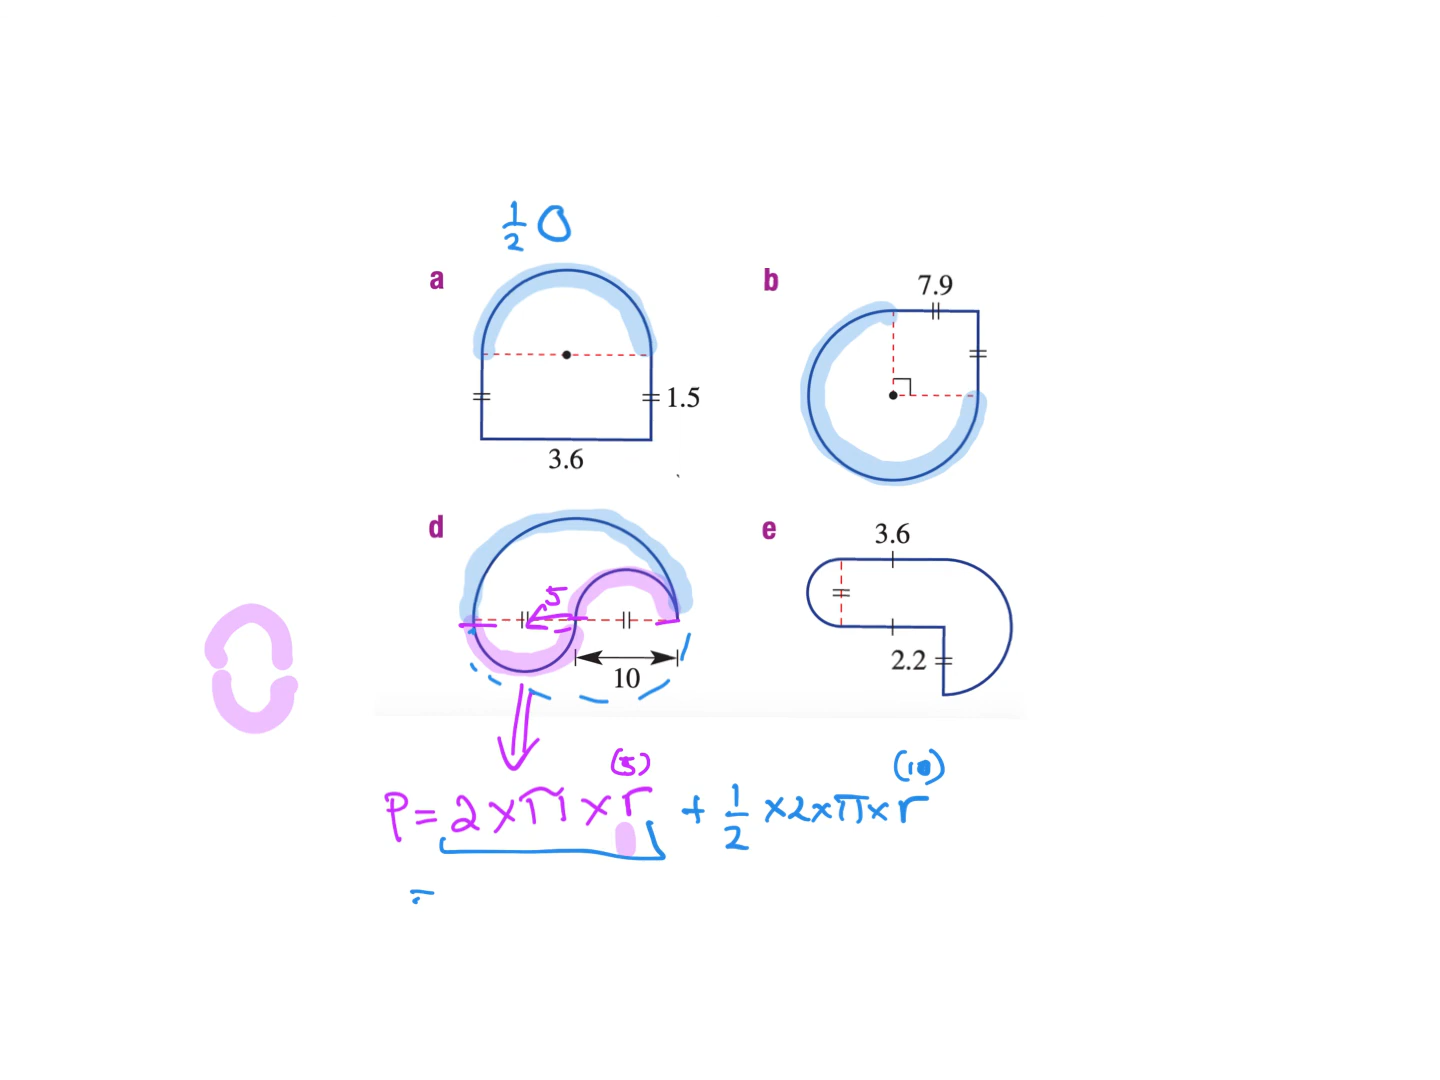 ½ O
a
b
7.9
1.5
3.6
d
e
3.6
5
10
2.2
(5)
(10)
P = 2 × π × r + ½ × 2 × π × r
=